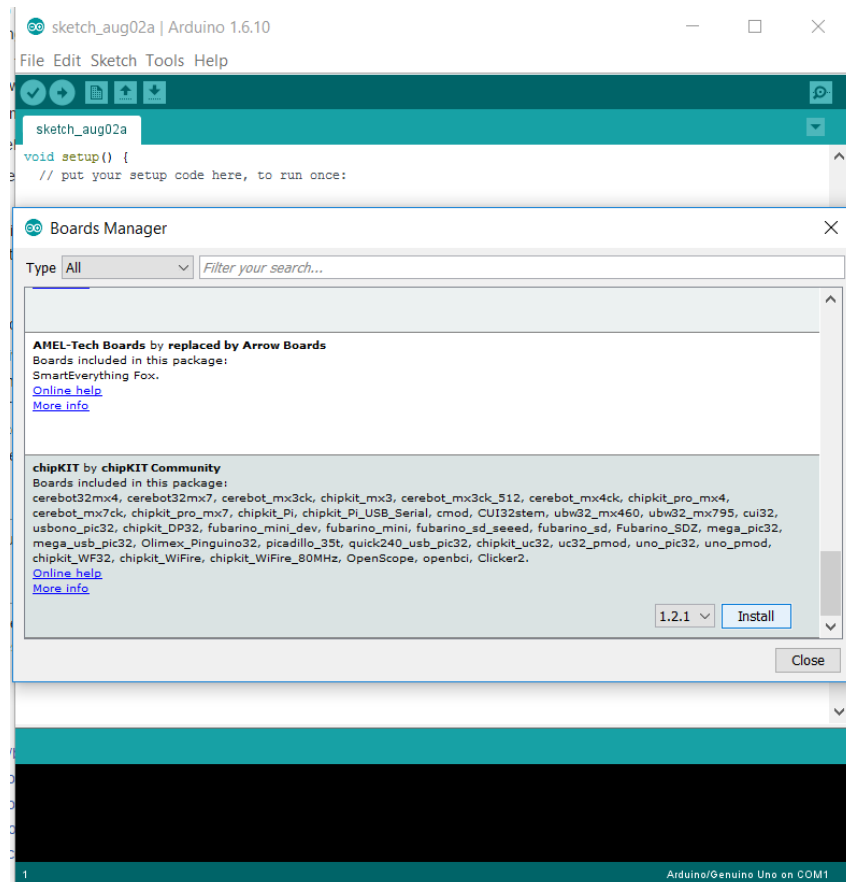 sketch_aug02a | Arduino 1.6.10
File Edit Sketch Tools Help
sketch_aug02a
void setup() {
// put your setup code here, to run once:
Boards Manager
Type All Filter your search...
AMEL-Tech Boards by replaced by Arrow Boards
Boards included in this package:
SmartEverything Fox.
Online help
More info
chipKIT by chipKIT Community
Boards included in this package:
cerebot32mx4, cerebot32mx7, cerebot_mx3ck, chipkit_mx3, cerebot_mx3ck_512, cerebot_mx4ck, chipkit_pro_mx4,
cerebot_mx7ck, chipkit_pro_mx7, chipkit_Pi, chipkit_Pi_USB_Serial, cmod, CUI32stem, ubw32_mx460, ubw32_mx795, cui32,
usbono_pic32, chipkit_DP32, fubarino_mini_dev, fubarino_mini, fubarino_sd_seeed, fubarino_sd, Fubarino_SDZ, mega_pic32,
mega_usb_pic32, Olimex_Pinguino32, picadillo_35t, quick240_usb_pic32, chipkit_uc32, uc32_pmod, uno_pic32, uno_pmod,
chipkit_WF32, chipkit_WiFire, chipkit_WiFire_80MHz, OpenScope, openbci, Clicker2.
Online help
More info
1.2.1 Install
Close
1 Arduino/Genuino Uno on COM1